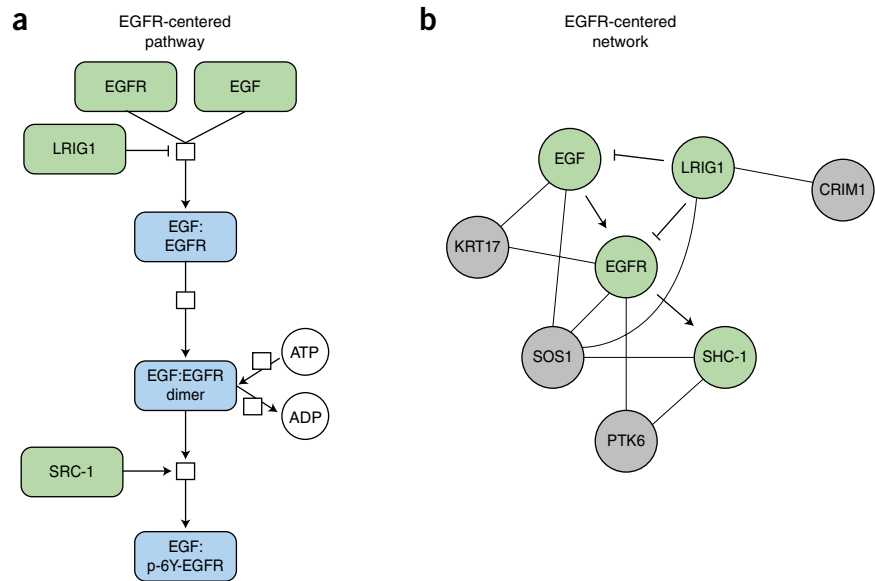 a
EGFR-centered
pathway
EGFR
EGF
LRIG1
EGF:
EGFR
EGF:EGFR
dimer
ATP
ADP
SRC-1
EGF:
p-6Y-EGFR
b
EGFR-centered
network
EGF
LRIG1
CRIM1
KRT17
EGFR
SOS1
SHC-1
PTK6